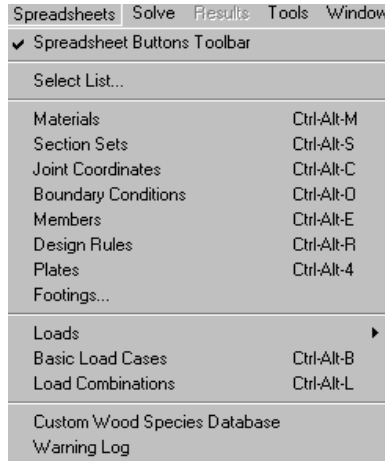 Spreadsheets Solve Results Tools Window
Spreadsheet Buttons Toolbar
Select List...
Materials Ctrl-Alt-M
Section Sets Ctrl-Alt-S
Joint Coordinates Ctrl-Alt-C
Boundary Conditions Ctrl-Alt-O
Members Ctrl-Alt-E
Design Rules Ctrl-Alt-R
Plates Ctrl-Alt-4
Footings...
Loads
Basic Load Cases Ctrl-Alt-B
Load Combinations Ctrl-Alt-L
Custom Wood Species Database
Warning Log